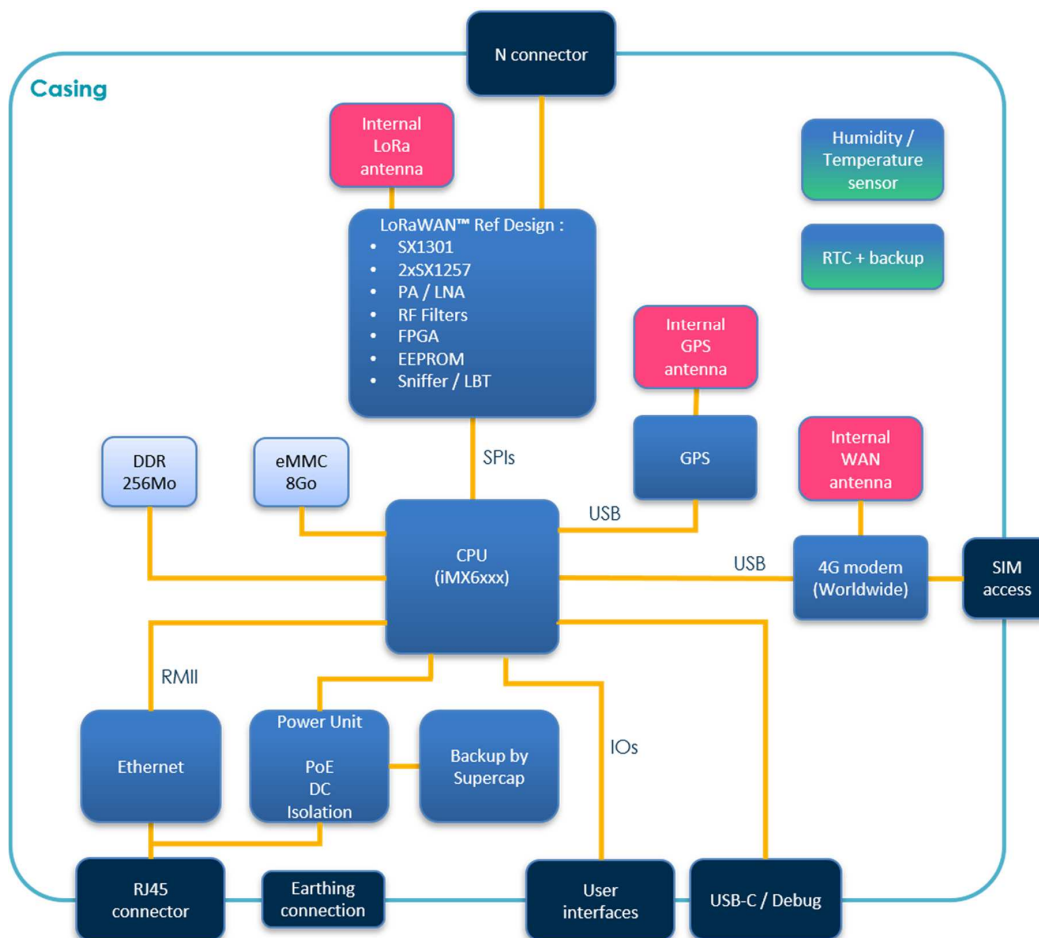 N connector
Casing
Internal
LoRa
antenna
Humidity /
Temperature
sensor
LoRaWAN™ Ref Design :
• SX1301
• 2xSX1257
• PA / LNA
• RF Filters
• FPGA
• EEPROM
• Sniffer / LBT
RTC + backup
Internal
GPS
antenna
DDR
256Mo
eMMC
8Go
SPIs
GPS
Internal
WAN
antenna
USB
CPU
(iMX6xxx)
USB
4G modem
(Worldwide)
SIM
access
RMII
Ethernet
Power Unit
PoE
DC
Isolation
Backup by
Supercap
IOs
RJ45
connector
Earthing
connection
User
interfaces
USB-C / Debug